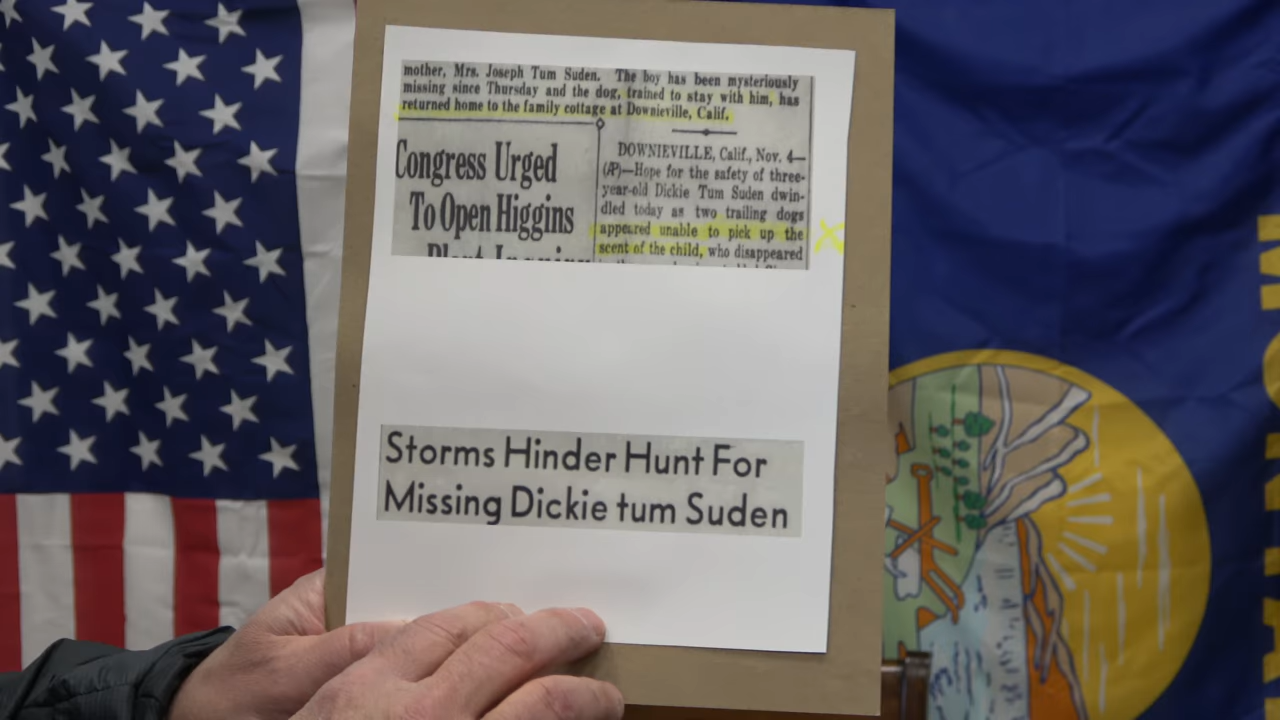 mother, Mrs. Joseph Tum Suden. The boy has been mysteriously
missing since Thursday and the dog, trained to stay with him, has
returned home to the family cottage at Downieville, Calif.
Congress Urged
To Open Higgins
DOWNIEVILLE, Calif., Nov. 4—
(AP)—Hope for the safety of three-
year-old Dickie Tum Suden dwin-
dled today as two trailing dogs
appeared unable to pick up the
scent of the child, who disappeared
Storms Hinder Hunt For
Missing Dickie tum Suden